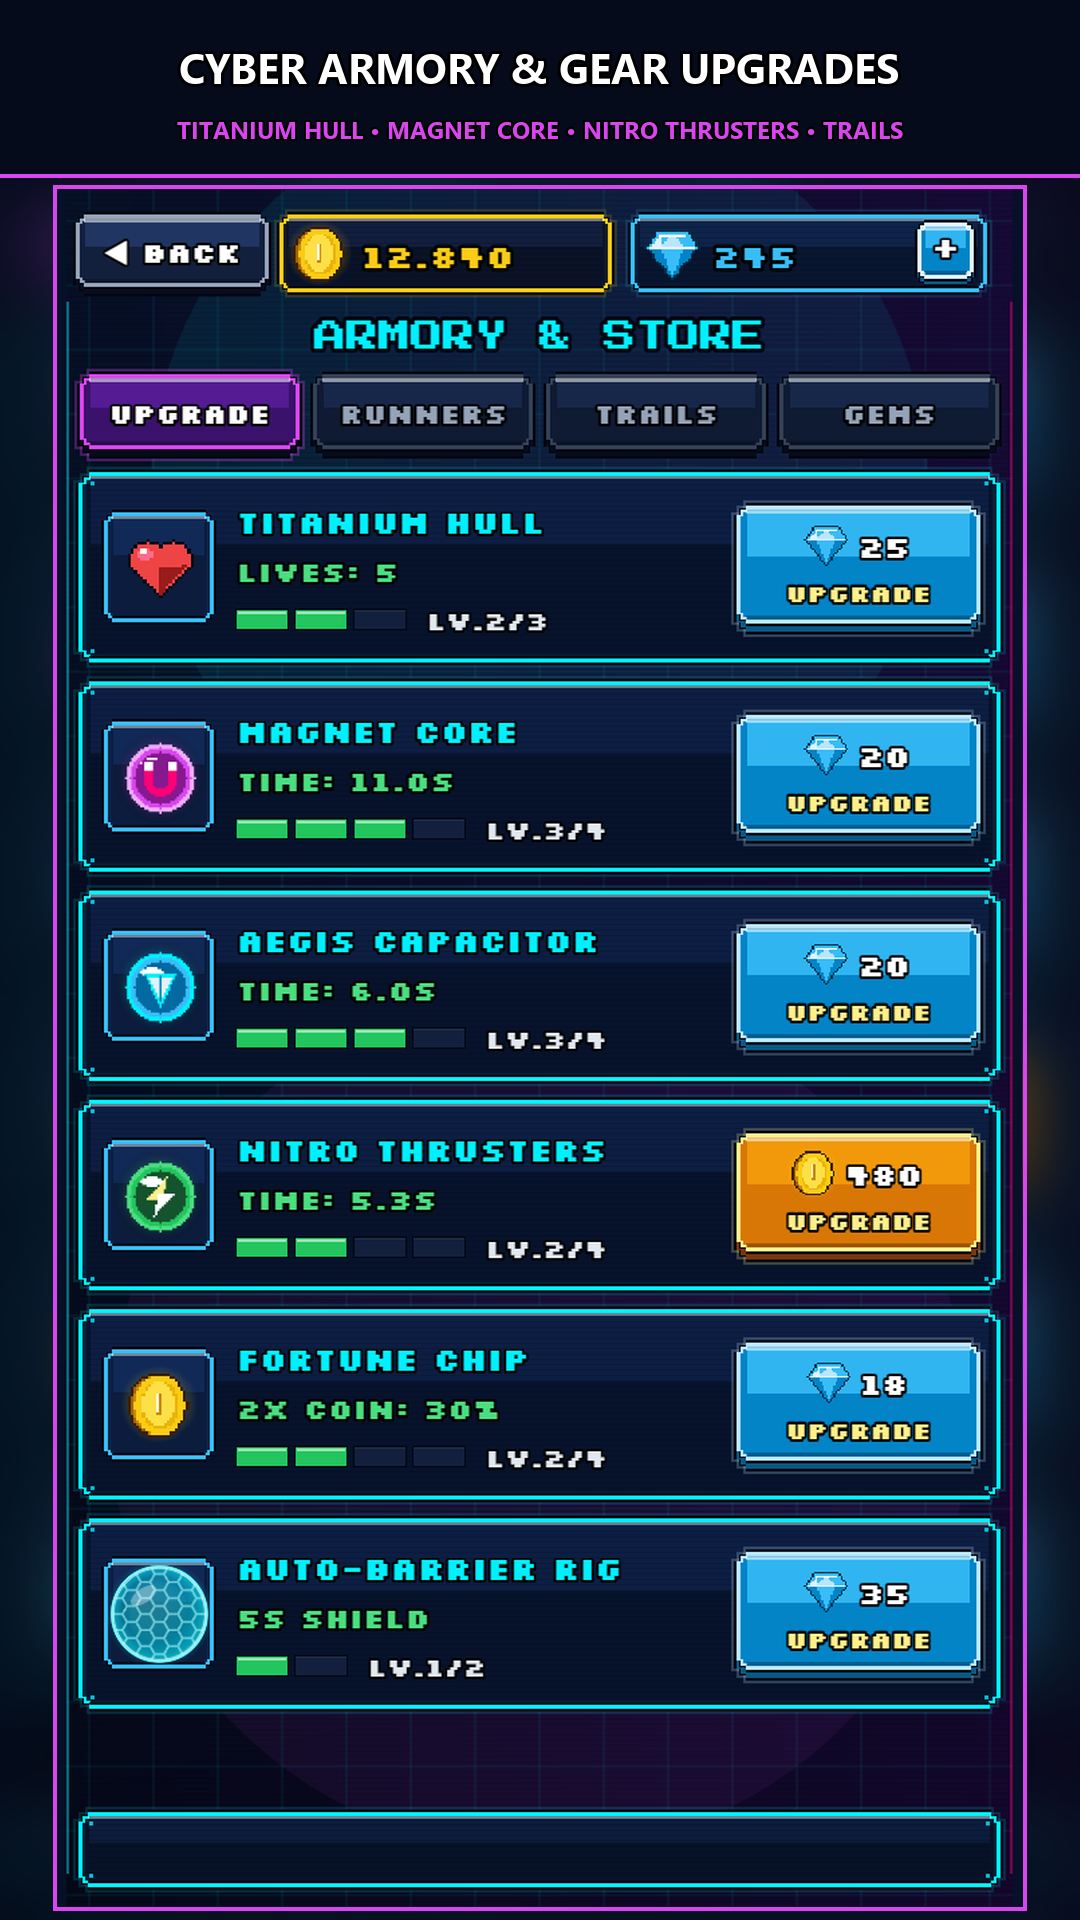 CYBER ARMORY & GEAR UPGRADES
TITANIUM HULL • MAGNET CORE • NITRO THRUSTERS • TRAILS
BACK
12.840
245
+
ARMORY & STORE
UPGRADE
RUNNERS
TRAILS
GEMS
TITANIUM HULL
LIVES: 5
LV.2/3
25
UPGRADE
MAGNET CORE
TIME: 11.0S
LV.3/4
20
UPGRADE
AEGIS CAPACITOR
TIME: 6.0S
LV.3/4
20
UPGRADE
NITRO THRUSTERS
TIME: 5.3S
LV.2/4
480
UPGRADE
FORTUNE CHIP
2X COIN: 30%
LV.2/4
18
UPGRADE
AUTO-BARRIER RIG
5S SHIELD
LV.1/2
35
UPGRADE